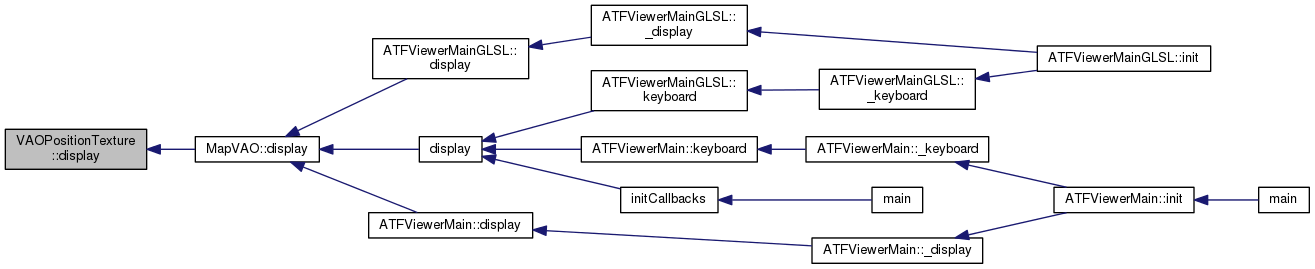 VAOPositionTexture
::display
MapVAO::display
ATFViewerMainGLSL::
display
display
ATFViewerMain::display
ATFViewerMainGLSL::
_display
ATFViewerMainGLSL::
keyboard
ATFViewerMain::keyboard
initCallbacks
ATFViewerMainGLSL::
_keyboard
ATFViewerMain::_keyboard
main
ATFViewerMain::_display
ATFViewerMainGLSL::init
ATFViewerMain::init
main